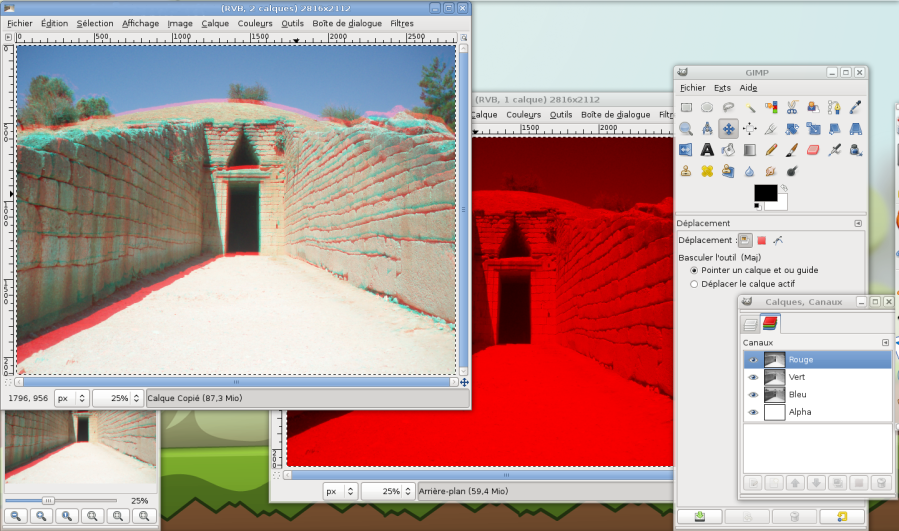 (RVB, 2 calques) 2816x2112
Fichier Édition Sélection Affichage Image Calque Couleurs Outils Boîte de dialogue Filtres
0 500 1000 1500 2000 2500
1796, 956 px 25% Calque Copié (87,3 Mio)
25%
(RVB, 1 calque) 2816x2112
Calque Couleurs Outils Boîte de dialogue Filt
1500 2000
px 25% Arrière-plan (59,4 Mio)
GIMP
Fichier Exts Aide
Déplacement
Déplacement :
Basculer l'outil (Maj)
Pointer un calque et ou guide
Déplacer le calque actif
Calques, Canaux
Canaux
Rouge
Vert
Bleu
Alpha